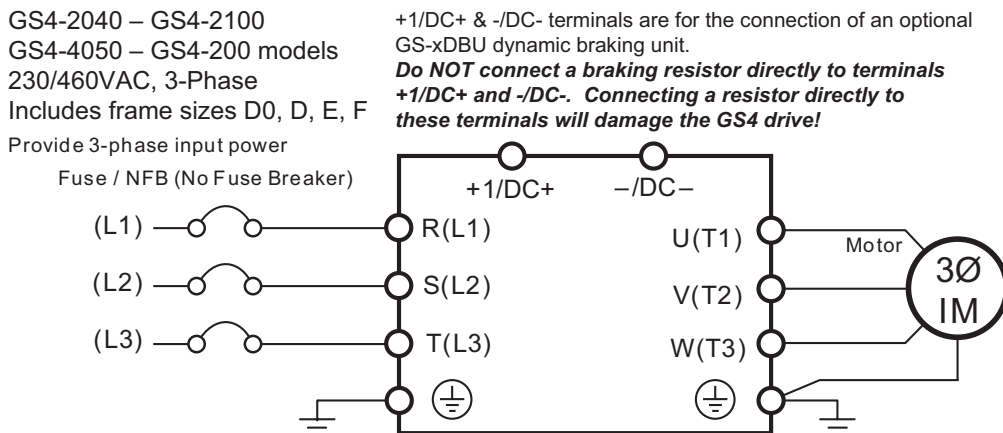 GS4-2040 – GS4-2100
GS4-4050 – GS4-200 models
230/460VAC, 3-Phase
Includes frame sizes D0, D, E, F
Provide 3-phase input power
Fuse / NFB (No Fuse Breaker)
+1/DC+ & -/DC- terminals are for the connection of an optional
GS-xDBU dynamic braking unit.
Do NOT connect a braking resistor directly to terminals
+1/DC+ and -/DC-. Connecting a resistor directly to
these terminals will damage the GS4 drive!
+1/DC+
–/DC–
(L1)
R(L1)
U(T1)
Motor
(L2)
S(L2)
V(T2)
3Ø
IM
(L3)
T(L3)
W(T3)